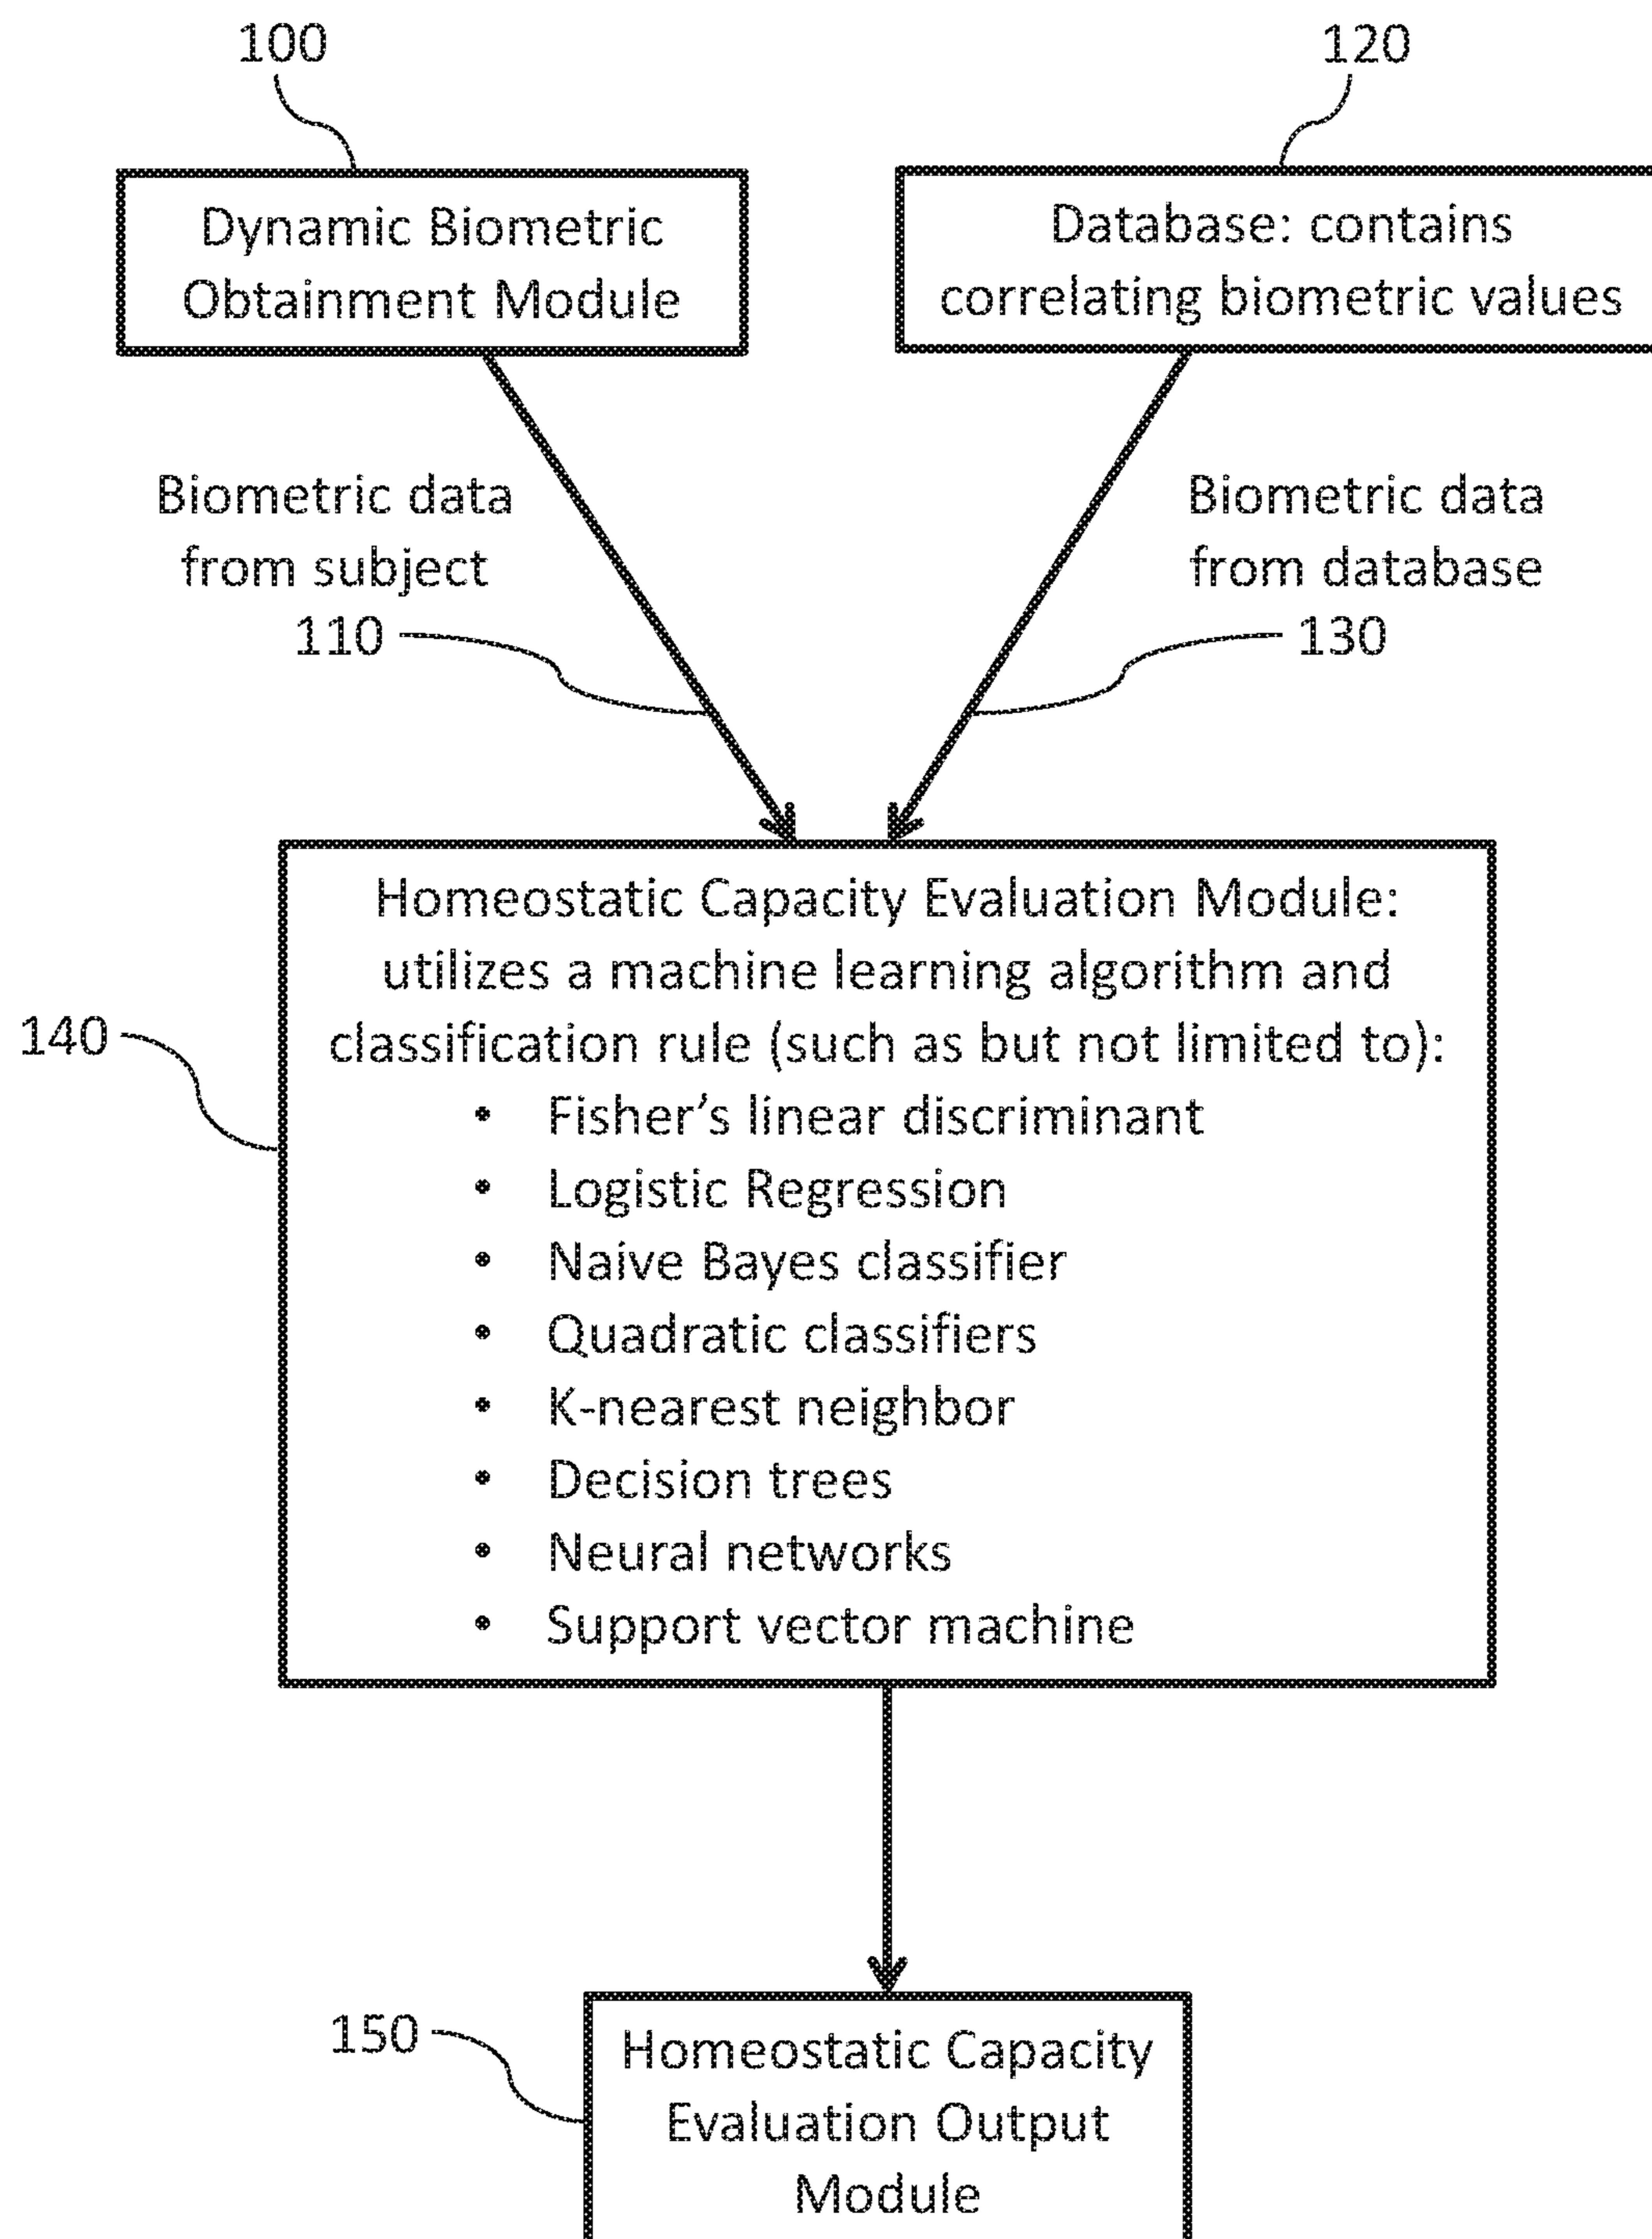 100
120
Dynamic Biometric
Obtainment Module
Database: contains
correlating biometric values
Biometric data
from subject
110
Biometric data
from database
130
140
Homeostatic Capacity Evaluation Module:
utilizes a machine learning algorithm and
classification rule (such as but not limited to):
• Fisher’s linear discriminant
• Logistic Regression
• Naive Bayes classifier
• Quadratic classifiers
• K-nearest neighbor
• Decision trees
• Neural networks
• Support vector machine
150
Homeostatic Capacity
Evaluation Output
Module